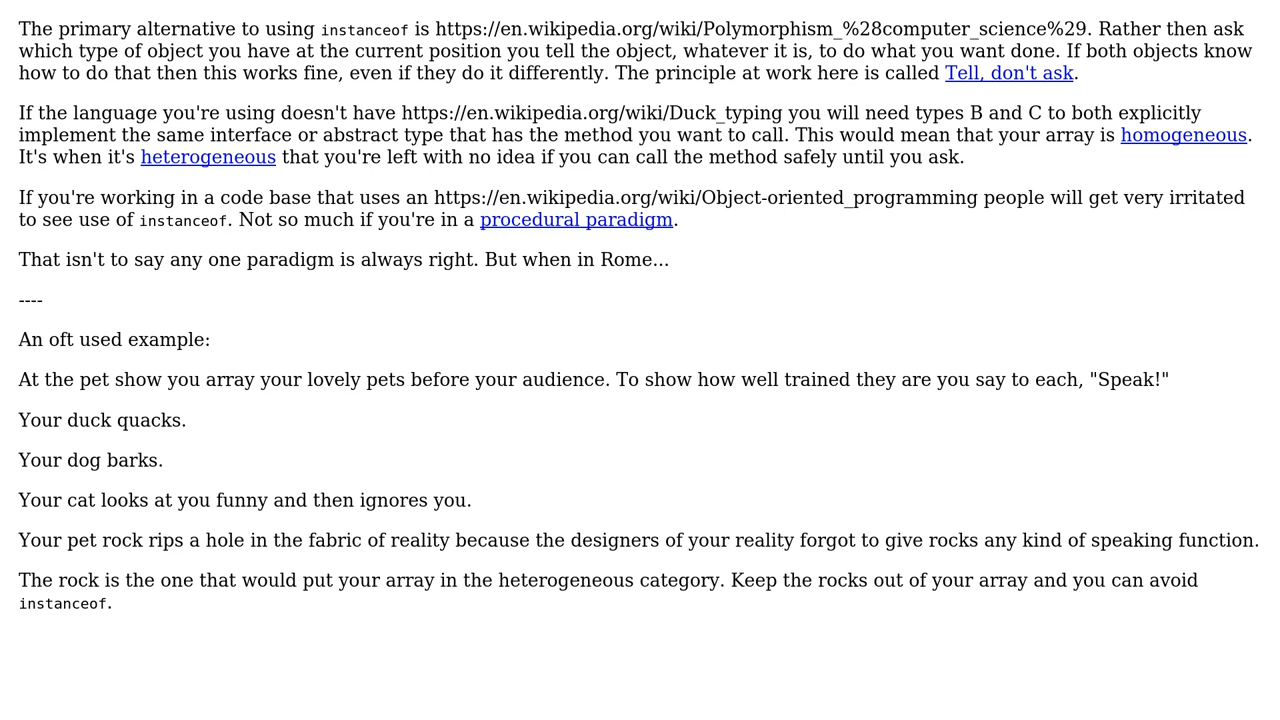 The primary alternative to using instanceof is https://en.wikipedia.org/wiki/Polymorphism_%28computer_science%29. Rather then ask
which type of object you have at the current position you tell the object, whatever it is, to do what you want done. If both objects know
how to do that then this works fine, even if they do it differently. The principle at work here is called Tell, don't ask.
If the language you're using doesn't have https://en.wikipedia.org/wiki/Duck_typing you will need types B and C to both explicitly
implement the same interface or abstract type that has the method you want to call. This would mean that your array is homogeneous.
It's when it's heterogeneous that you're left with no idea if you can call the method safely until you ask.
If you're working in a code base that uses an https://en.wikipedia.org/wiki/Object-oriented_programming people will get very irritated
to see use of instanceof. Not so much if you're in a procedural paradigm.
That isn't to say any one paradigm is always right. But when in Rome...
----
An oft used example:
At the pet show you array your lovely pets before your audience. To show how well trained they are you say to each, "Speak!"
Your duck quacks.
Your dog barks.
Your cat looks at you funny and then ignores you.
Your pet rock rips a hole in the fabric of reality because the designers of your reality forgot to give rocks any kind of speaking function.
The rock is the one that would put your array in the heterogeneous category. Keep the rocks out of your array and you can avoid
instanceof.